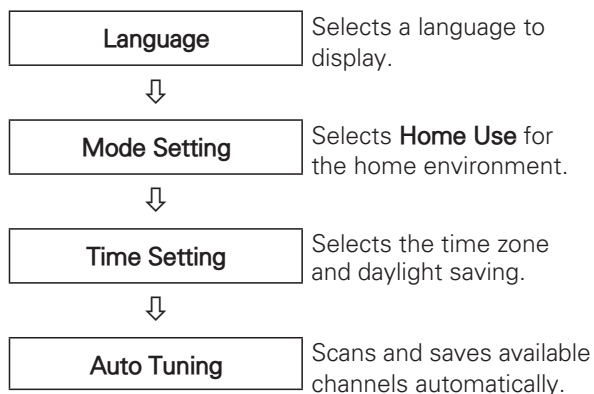 Language
Selects a language to
display.
Mode Setting
Selects Home Use for
the home environment.
Time Setting
Selects the time zone
and daylight saving.
Auto Tuning
Scans and saves available
channels automatically.